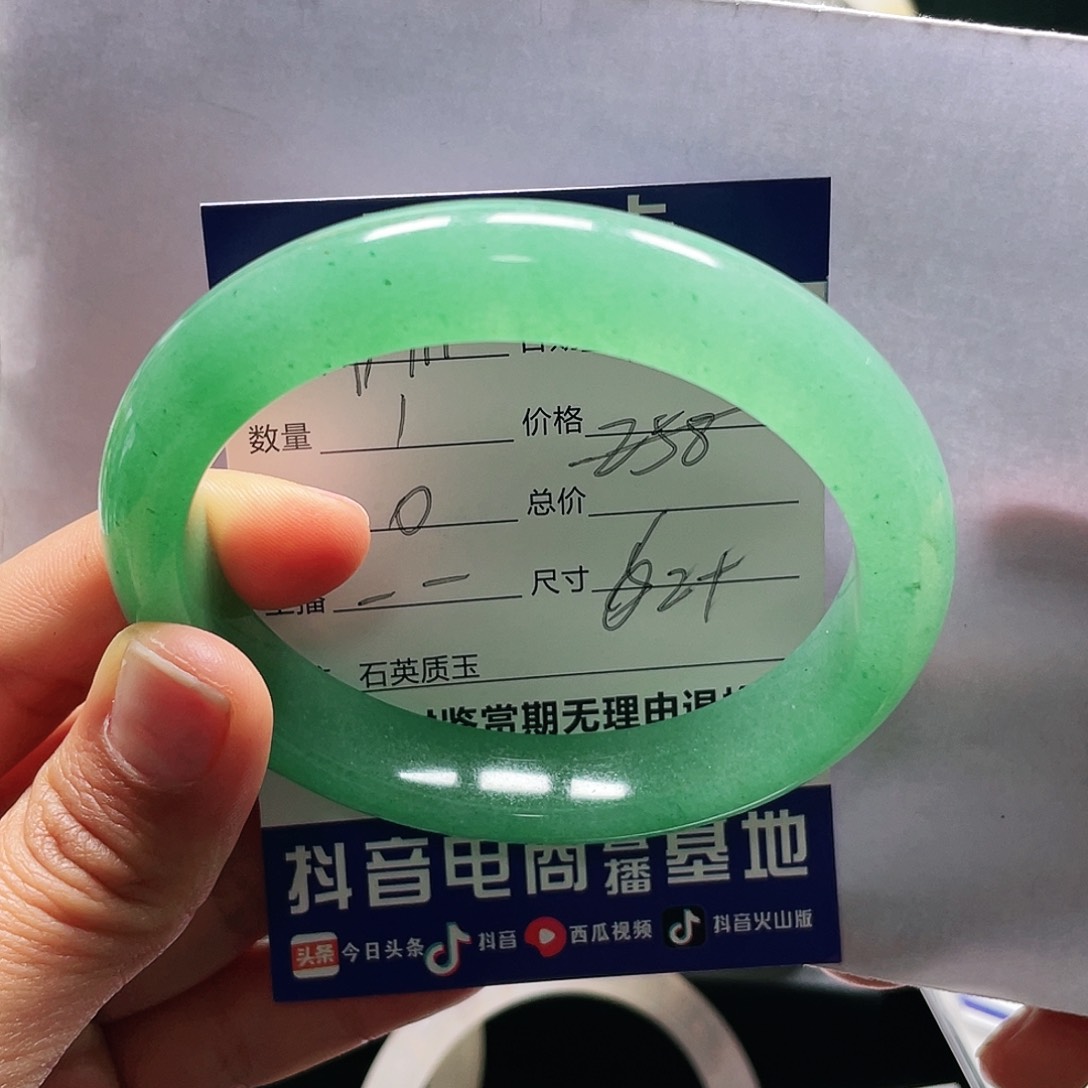 数量 1 价格 258
0 总价
尺寸 62+
石英质玉
鉴赏期无理由退
抖音电商直播基地
头条 今日头条 抖音 西瓜视频 抖音火山版